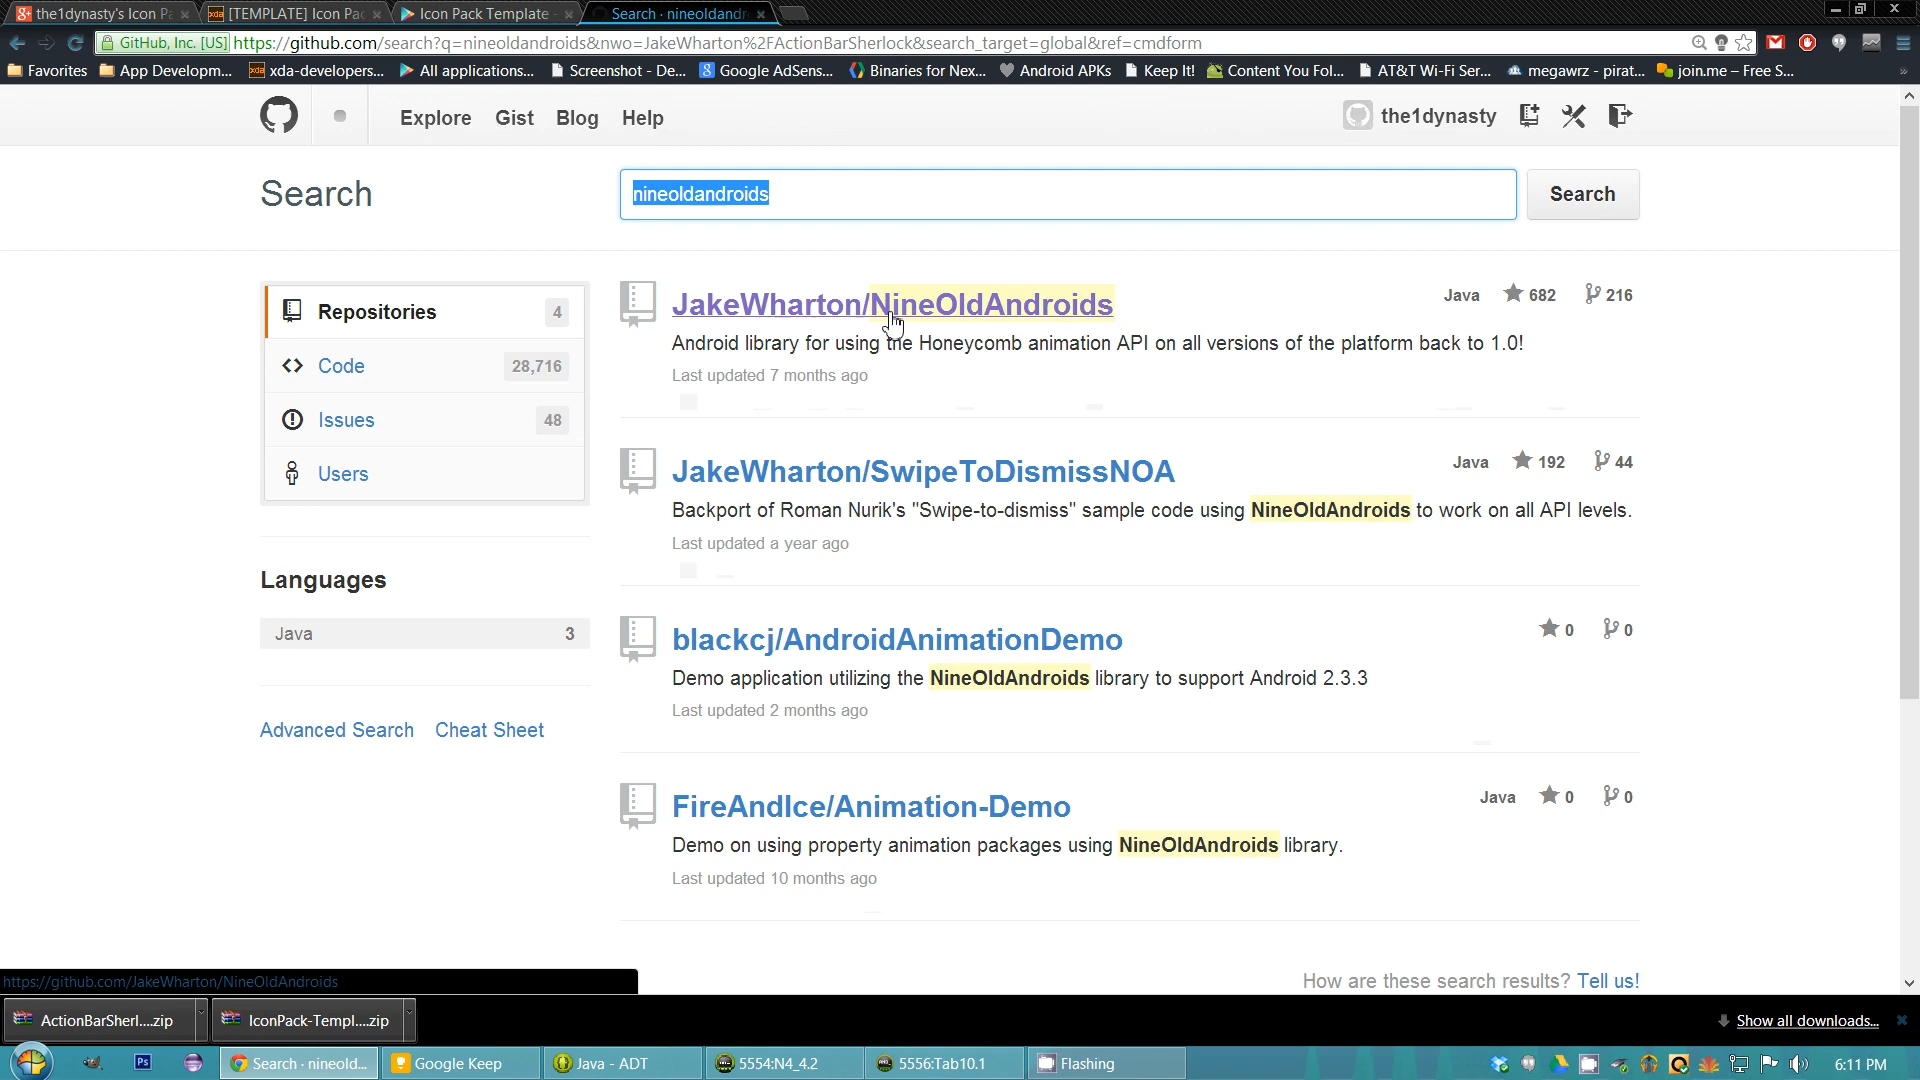 the1dynasty's Icon P
[TEMPLATE] Icon Pac
Icon Pack Template -
Search · nineoldandr
GitHub, Inc. [US] https://github.com/search?q=nineoldandroids&nwo=JakeWharton%2FActionBarSherlock&search_target=global&ref=cmdform
Favorites App Developm... xda-developers... All applications... Screenshot - De... Google AdSens... Binaries for Nex... Android APKs Keep It! Content You Fol... AT&T Wi-Fi Ser... megawrz - pirat... join.me – Free S... »
Explore Gist Blog Help the1dynasty
Search nineoldandroids Search
Repositories 4
Code 28,716
Issues 48
Users
Languages
Java 3
Advanced Search Cheat Sheet
JakeWharton/NineOldAndroids Java 682 216
Android library for using the Honeycomb animation API on all versions of the platform back to 1.0!
Last updated 7 months ago
JakeWharton/SwipeToDismissNOA Java 192 44
Backport of Roman Nurik's "Swipe-to-dismiss" sample code using NineOldAndroids to work on all API levels.
Last updated a year ago
blackcj/AndroidAnimationDemo 0 0
Demo application utilizing the NineOldAndroids library to support Android 2.3.3
Last updated 2 months ago
FireAndIce/Animation-Demo Java 0 0
Demo on using property animation packages using NineOldAndroids library.
Last updated 10 months ago
How are these search results? Tell us!
https://github.com/JakeWharton/NineOldAndroids
ActionBarSherl....zip IconPack-Templ....zip Show all downloads...
Search · nineold... Google Keep Java - ADT 5554:N4_4.2 5556:Tab10.1 Flashing 6:11 PM